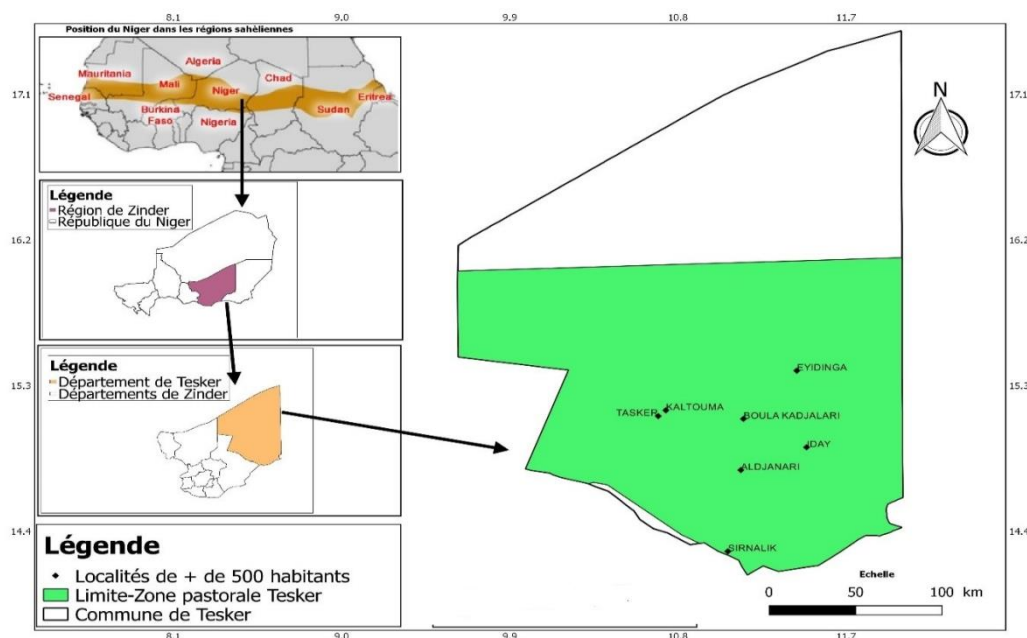 8.1 9.0 9.9 10.8 11.7
Position du Niger dans les régions sahèliennes
Algeria
Mauritania
Mali
Chad
Niger
Senegal
Eritrea
Burkina
Faso
Nigeria
Sudan
17.1 17.1
N
Légende
Région de Zinder
République du Niger
16.2 16.2
Légende
Département de Tesker
Départements de Zinder
15.3 15.3
EYIDINGA
TASKER KALTOUMA
BOULA KADJALARI
IDAY
ALDJANARI
14.4 14.4
SIRNALIK
Légende
Localités de + de 500 habitants
Limite-Zone pastorale Tesker
Commune de Tesker
Echelle
0 50 100 km
8.1 9.0 9.9 10.8 11.7